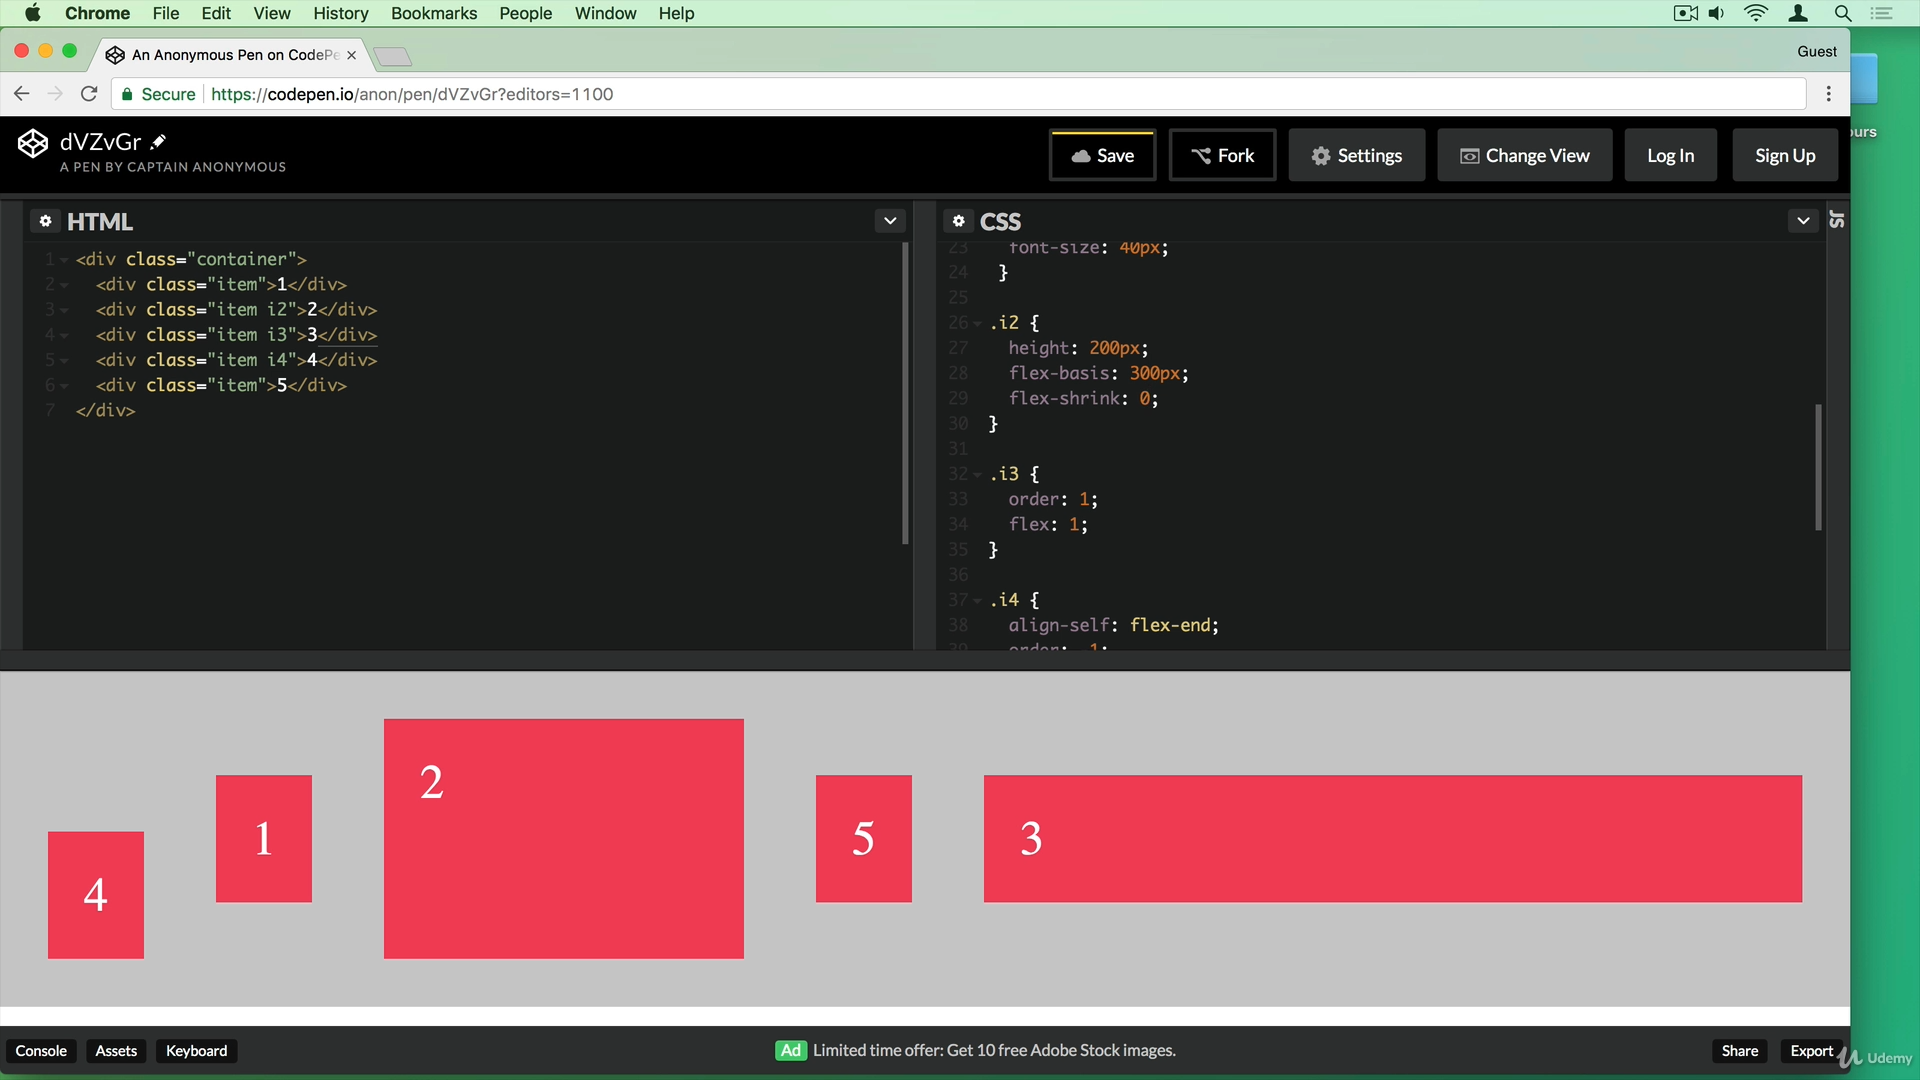 Chrome File Edit View History Bookmarks People Window Help
An Anonymous Pen on CodePe
Guest
Secure https://codepen.io/anon/pen/dVZvGr?editors=1100
ours
dVZvGr
A PEN BY CAPTAIN ANONYMOUS
Save Fork Settings Change View Log In Sign Up
HTML
1 <div class="container">
2 <div class="item">1</div>
3 <div class="item i2">2</div>
4 <div class="item i3">3</div>
5 <div class="item i4">4</div>
6 <div class="item">5</div>
7 </div>
CSS
JS
23 font-size: 40px;
24 }
25
26 .i2 {
27 height: 200px;
28 flex-basis: 300px;
29 flex-shrink: 0;
30 }
31
32 .i3 {
33 order: 1;
34 flex: 1;
35 }
36
37 .i4 {
38 align-self: flex-end;
4 1 2 5 3
Console Assets Keyboard
Ad Limited time offer: Get 10 free Adobe Stock images.
Share Export
Udemy